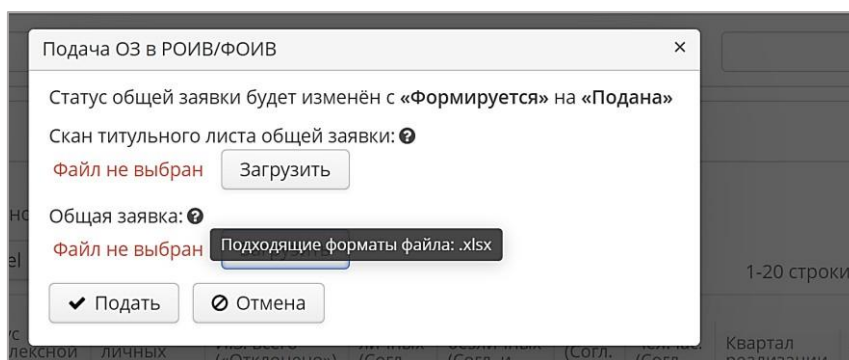 Подача ОЗ в РОИВ/ФОИВ ×
Статус общей заявки будет изменён с «Формируется» на «Подана»
Скан титульного листа общей заявки:
Файл не выбран Загрузить
Общая заявка:
Файл не выбран Подходящие форматы файла: .xlsx
Подать Отмена
1-20 строки
личных
Квартал